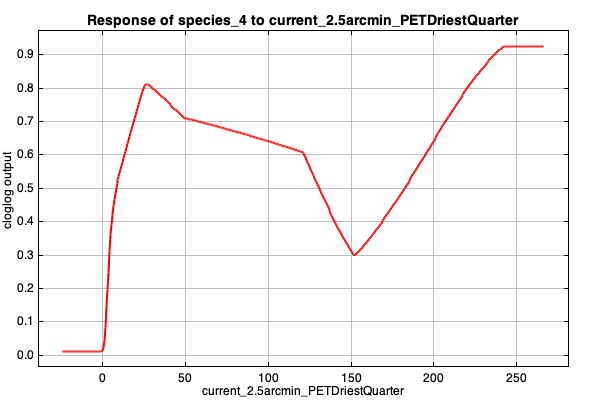 Response of species_4 to current_2.5arcmin_PETDriestQuarter
cloglog output
0.9
0.8
0.7
0.6
0.5
0.4
0.3
0.2
0.1
0.0
0 50 100 150 200 250
current_2.5arcmin_PETDriestQuarter